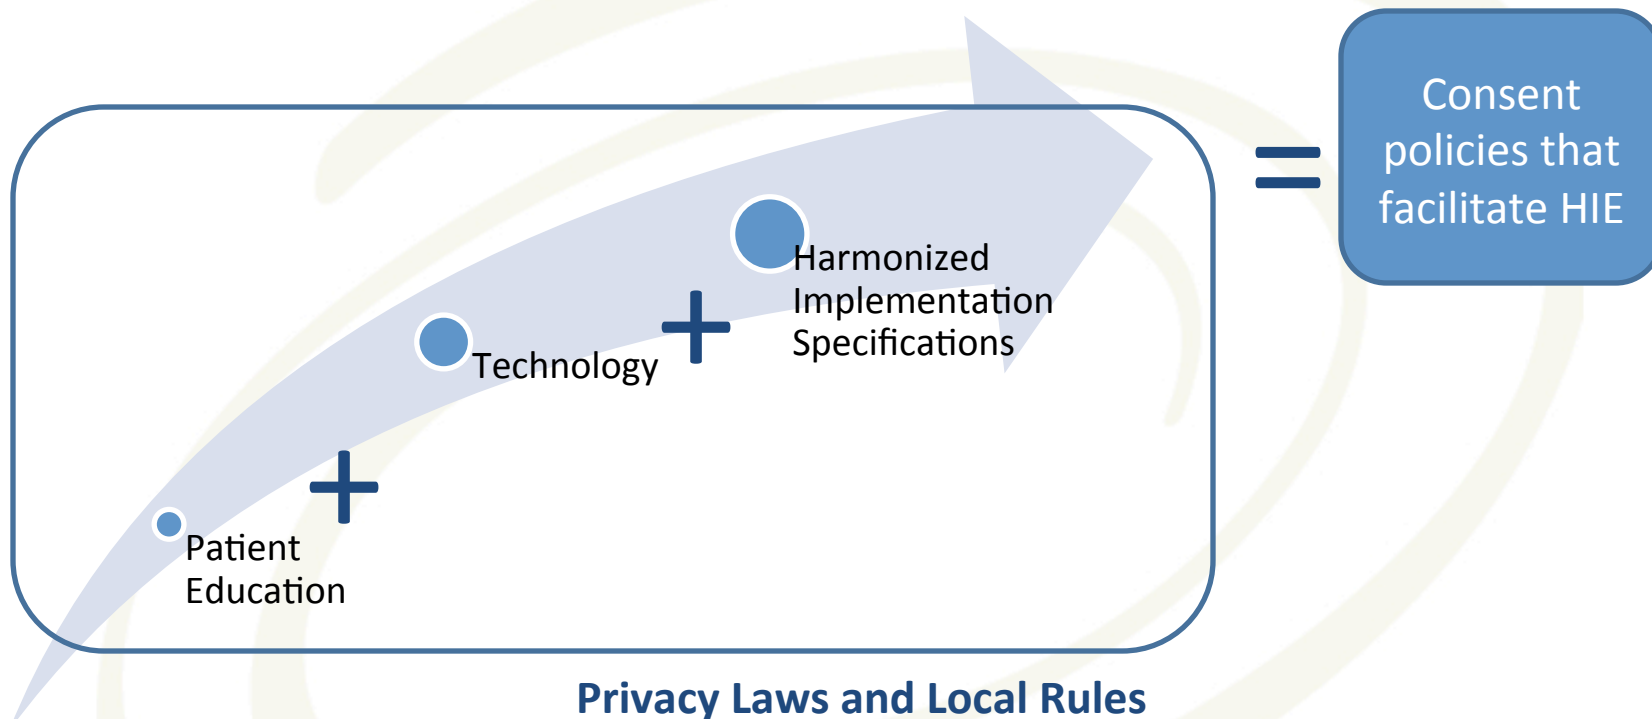 Patient
Education
+
Technology
+
Harmonized
Implementation
Specifications
=
Consent
policies that
facilitate HIE
Privacy Laws and Local Rules